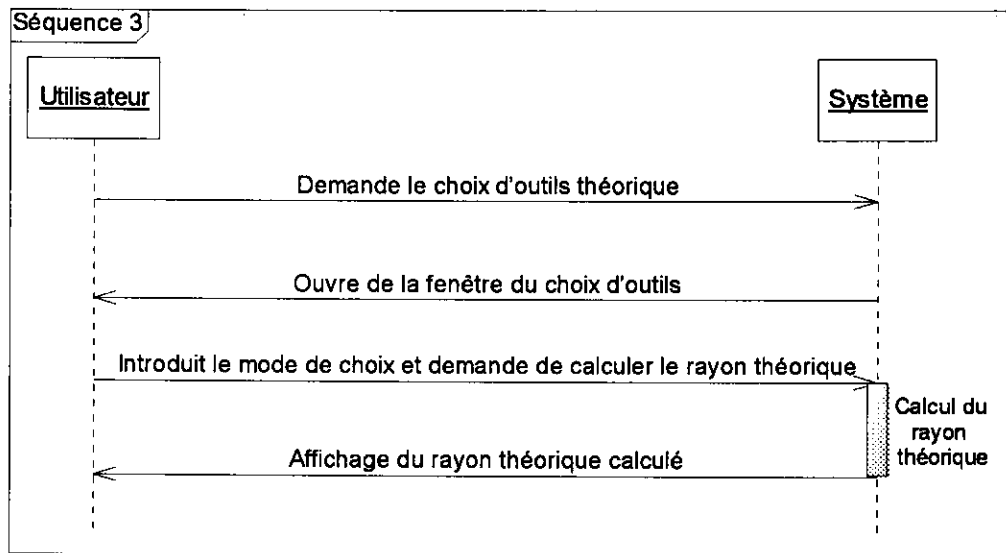 Séquence 3
Utilisateur
Système
Demande le choix d'outils théorique
Ouvre de la fenêtre du choix d'outils
Introduit le mode de choix et demande de calculer le rayon théorique
Calcul du
rayon
théorique
Affichage du rayon théorique calculé